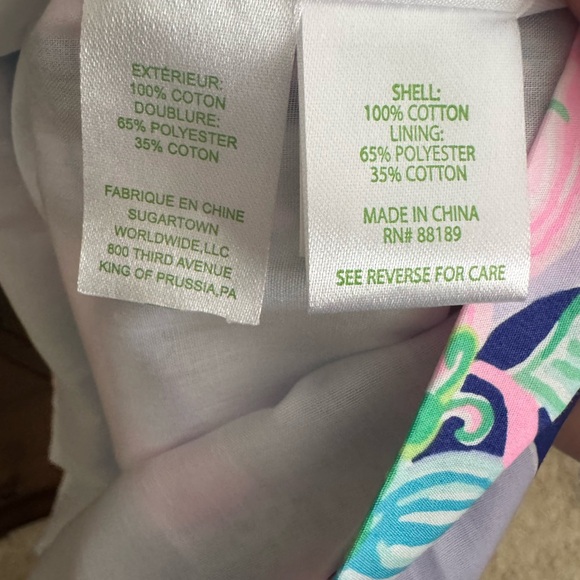 EXTÉRIEUR:
100% COTON
DOUBLURE:
65% POLYESTER
35% COTON
FABRIQUE EN CHINE
SUGARTOWN
WORLDWIDE,LLC
800 THIRD AVENUE
KING OF PRUSSIA,PA
SHELL:
100% COTTON
LINING:
65% POLYESTER
35% COTTON
MADE IN CHINA
RN# 88189
SEE REVERSE FOR CARE